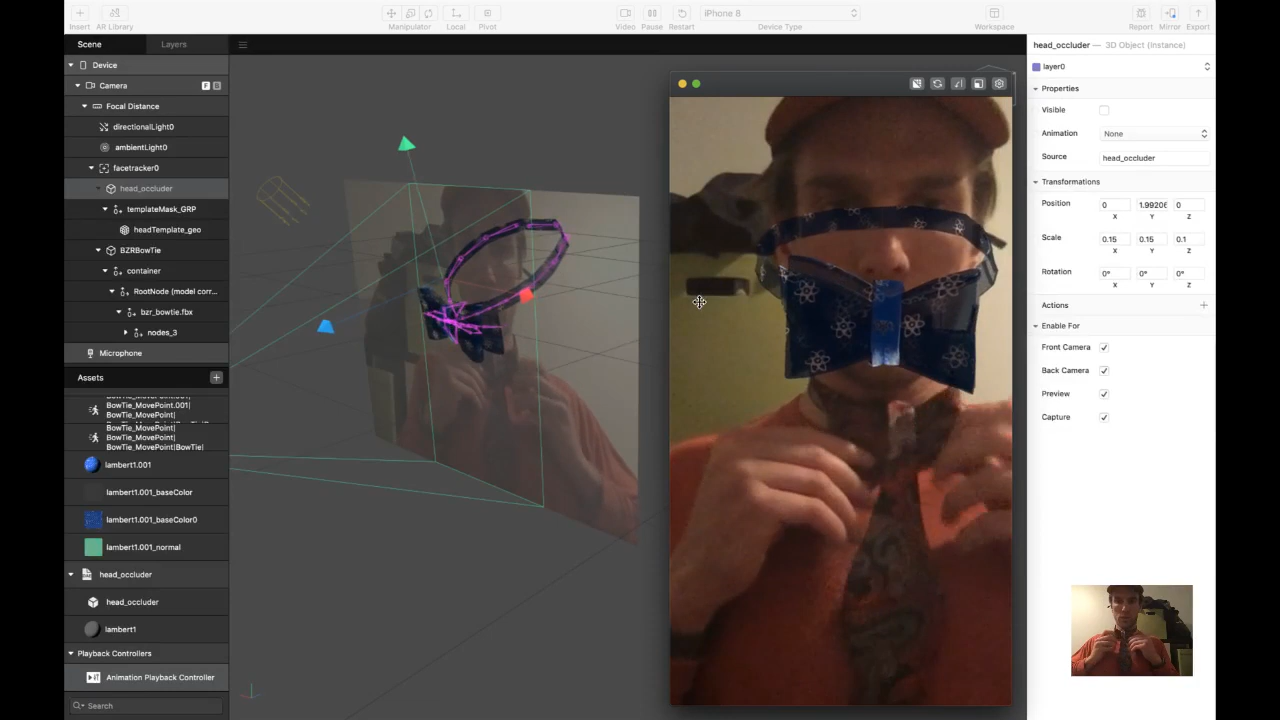 Insert
AR Library
Manipulator
Local
Pivot
Video
Pause
Restart
iPhone 8
Device Type
Workspace
Report
Mirror
Export
Scene
Layers
Device
Camera
F
B
Focal Distance
directionalLight0
ambientLight0
facetracker0
head_occluder
templateMask_GRP
headTemplate_geo
BZRBowTie
container
RootNode (model corr...
bzr_bowtie.fbx
nodes_3
Microphone
Assets
BowTie_MovePoint.001|
BowTie_MovePoint|
BowTie_MovePoint|
BowTie_MovePoint|
BowTie_MovePoint|BowTie|
lambert1.001
lambert1.001_baseColor
lambert1.001_baseColor0
lambert1.001_normal
head_occluder
head_occluder
lambert1
Playback Controllers
Animation Playback Controller
Search
head_occluder — 3D Object (Instance)
layer0
Properties
Visible
Animation None
Source head_occluder
Transformations
Position 0 1.9920 0
X Y Z
Scale 0.15 0.15 0.1
X Y Z
Rotation 0° 0° 0°
X Y Z
Actions
Enable For
Front Camera
Back Camera
Preview
Capture